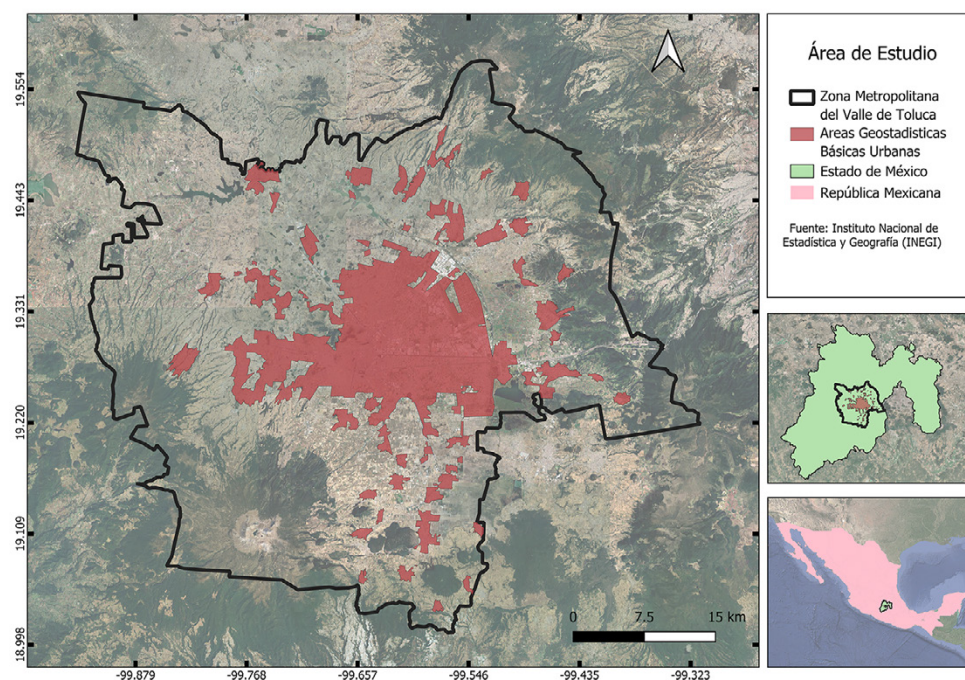 Área de Estudio
Zona Metropolitana
del Valle de Toluca
Areas Geostadisticas
Básicas Urbanas
Estado de México
República Mexicana
Fuente: Instituto Nacional de
Estadística y Geografía (INEGI)
19.554
19.443
19.331
19.220
19.109
18.998
0 7.5 15 km
-99.879 -99.768 -99.657 -99.546 -99.435 -99.323